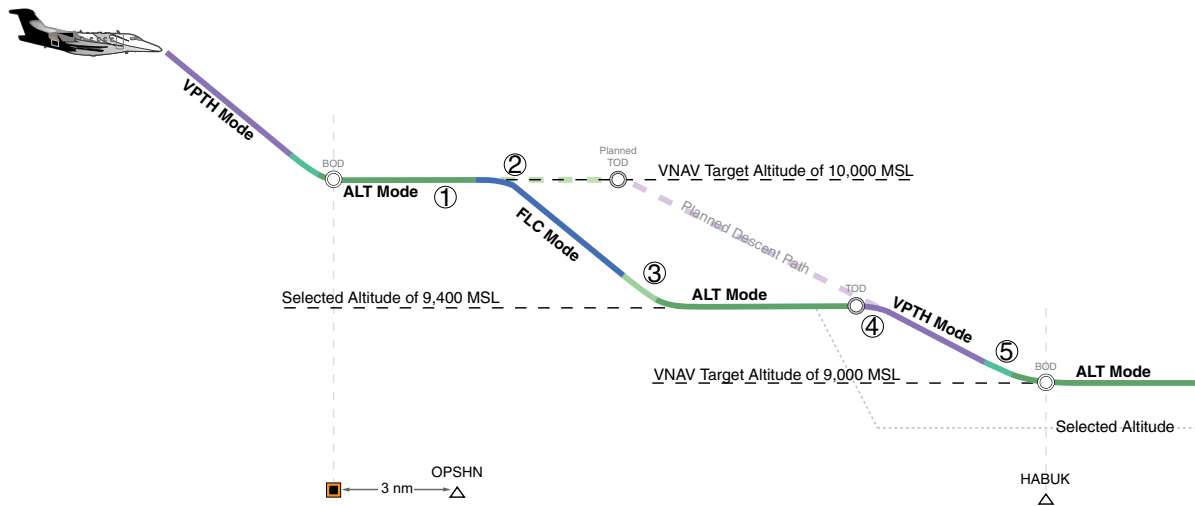 VPTH Mode
BOD
ALT Mode
①
②
Planned
TOD
VNAV Target Altitude of 10,000 MSL
FLC Mode
Planned Descent Path
③
Selected Altitude of 9,400 MSL
ALT Mode
TOD
④
VPTH Mode
⑤
VNAV Target Altitude of 9,000 MSL
BOD
ALT Mode
Selected Altitude
OPSHN
3 nm
HABUK